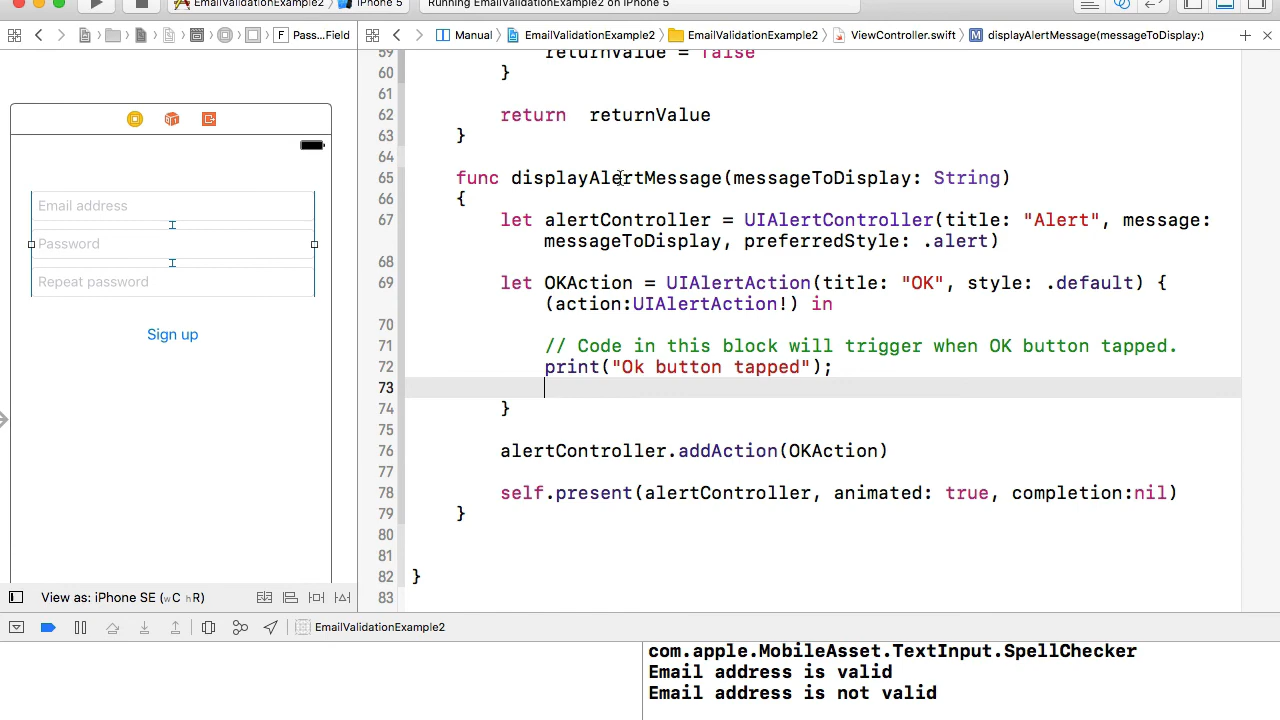 EmailValidationExample2 iPhone 5
Running EmailValidationExample2 on iPhone 5
F Pass...Field
Manual EmailValidationExample2 EmailValidationExample2 ViewController.swift M displayAlertMessage(messageToDisplay:)
59 returnValue = false
60 }
61
62 return returnValue
63 }
64
65 func displayAlertMessage(messageToDisplay: String)
66 {
67 let alertController = UIAlertController(title: "Alert", message:
messageToDisplay, preferredStyle: .alert)
68
69 let OKAction = UIAlertAction(title: "OK", style: .default) {
(action:UIAlertAction!) in
70
71 // Code in this block will trigger when OK button tapped.
72 print("Ok button tapped");
73
74 }
75
76 alertController.addAction(OKAction)
77
78 self.present(alertController, animated: true, completion:nil)
79 }
80
81
82 }
83
Email address
Password
Repeat password
Sign up
View as: iPhone SE (wC hR)
EmailValidationExample2
com.apple.MobileAsset.TextInput.SpellChecker
Email address is valid
Email address is not valid